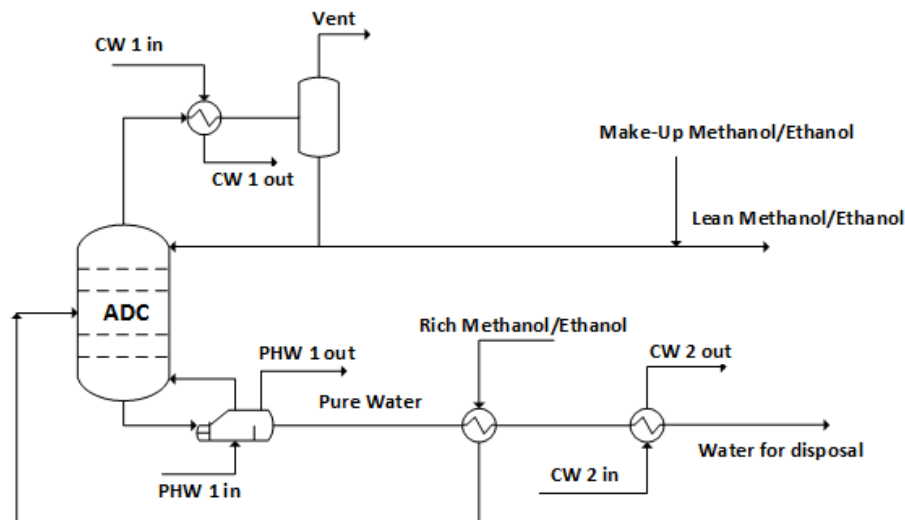 Vent
CW 1 in
Make-Up Methanol/Ethanol
CW 1 out
Lean Methanol/Ethanol
ADC
Rich Methanol/Ethanol
PHW 1 out
CW 2 out
Pure Water
Water for disposal
CW 2 in
PHW 1 in